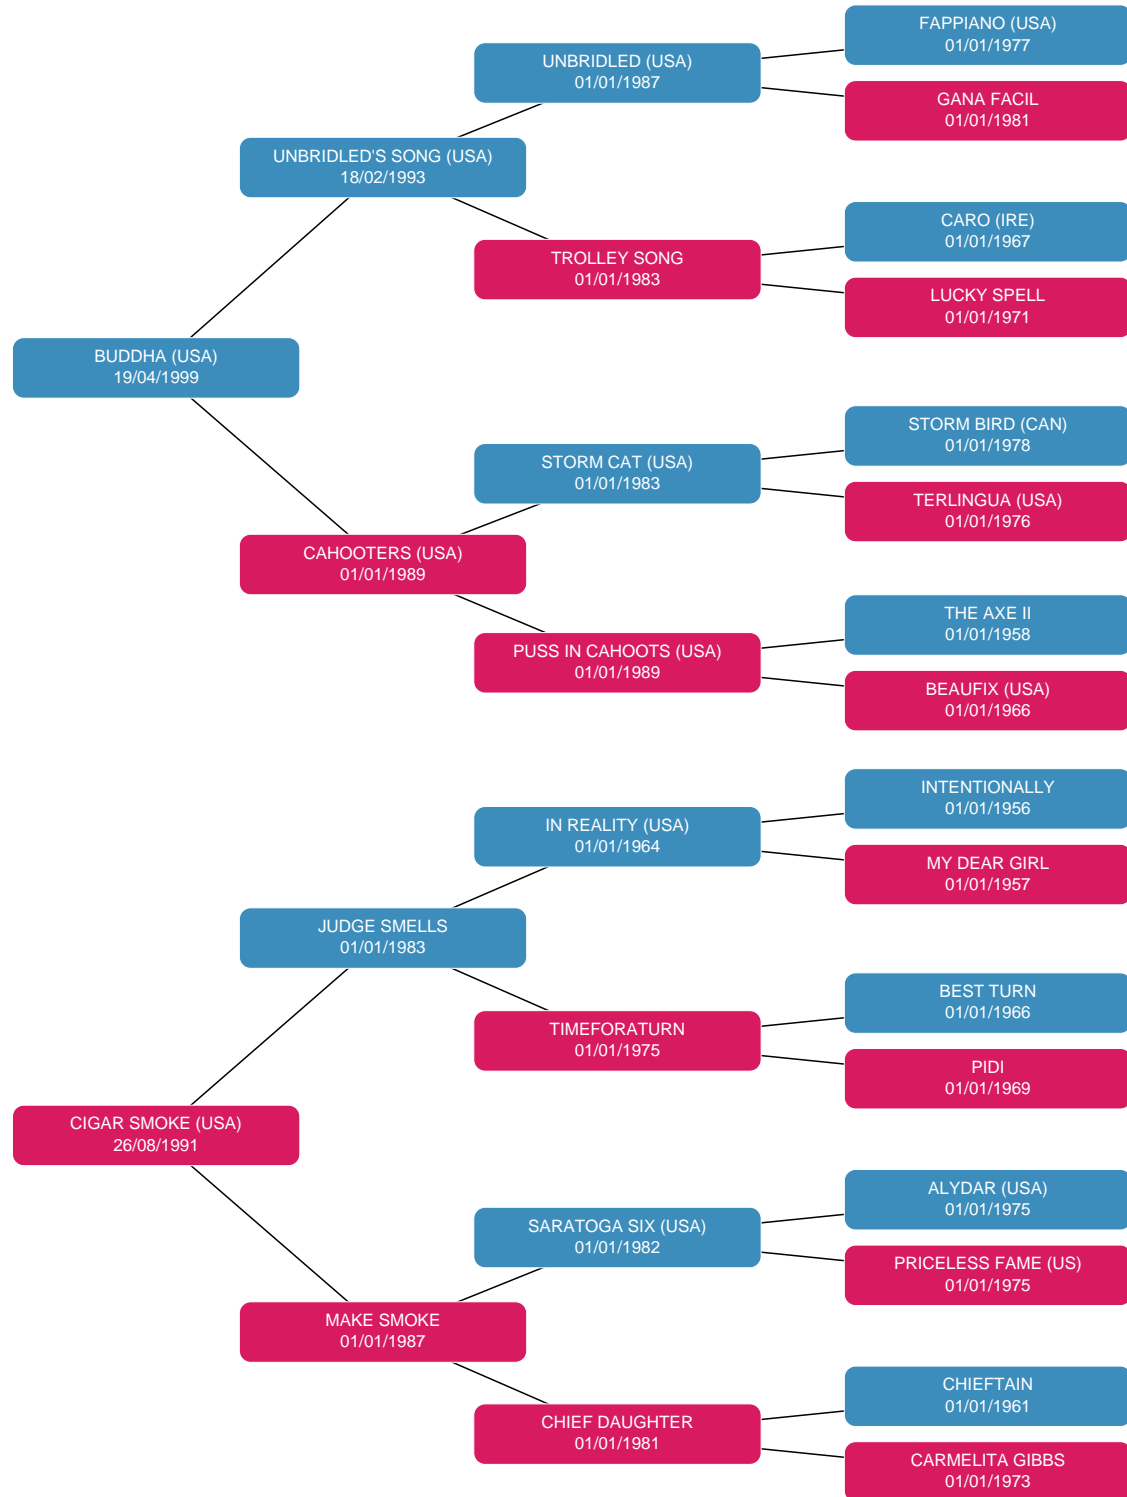 FAPPIANO (USA)
01/01/1977
UNBRIDLED (USA)
01/01/1987
GANA FACIL
01/01/1981
UNBRIDLED'S SONG (USA)
18/02/1993
CARO (IRE)
01/01/1967
TROLLEY SONG
01/01/1983
LUCKY SPELL
01/01/1971
BUDDHA (USA)
19/04/1999
STORM BIRD (CAN)
01/01/1978
STORM CAT (USA)
01/01/1983
TERLINGUA (USA)
01/01/1976
CAHOOTERS (USA)
01/01/1989
THE AXE II
01/01/1958
PUSS IN CAHOOTS (USA)
01/01/1989
BEAUFIX (USA)
01/01/1966
INTENTIONALLY
01/01/1956
IN REALITY (USA)
01/01/1964
MY DEAR GIRL
01/01/1957
JUDGE SMELLS
01/01/1983
BEST TURN
01/01/1966
TIMEFORATURN
01/01/1975
PIDI
01/01/1969
CIGAR SMOKE (USA)
26/08/1991
ALYDAR (USA)
01/01/1975
SARATOGA SIX (USA)
01/01/1982
PRICELESS FAME (US)
01/01/1975
MAKE SMOKE
01/01/1987
CHIEFTAIN
01/01/1961
CHIEF DAUGHTER
01/01/1981
CARMELITA GIBBS
01/01/1973